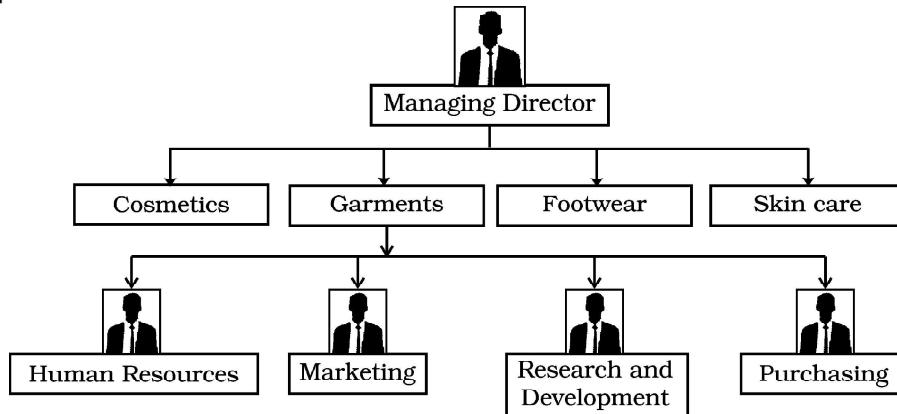 Managing Director
Cosmetics
Garments
Footwear
Skin care
Human Resources
Marketing
Research and
Development
Purchasing